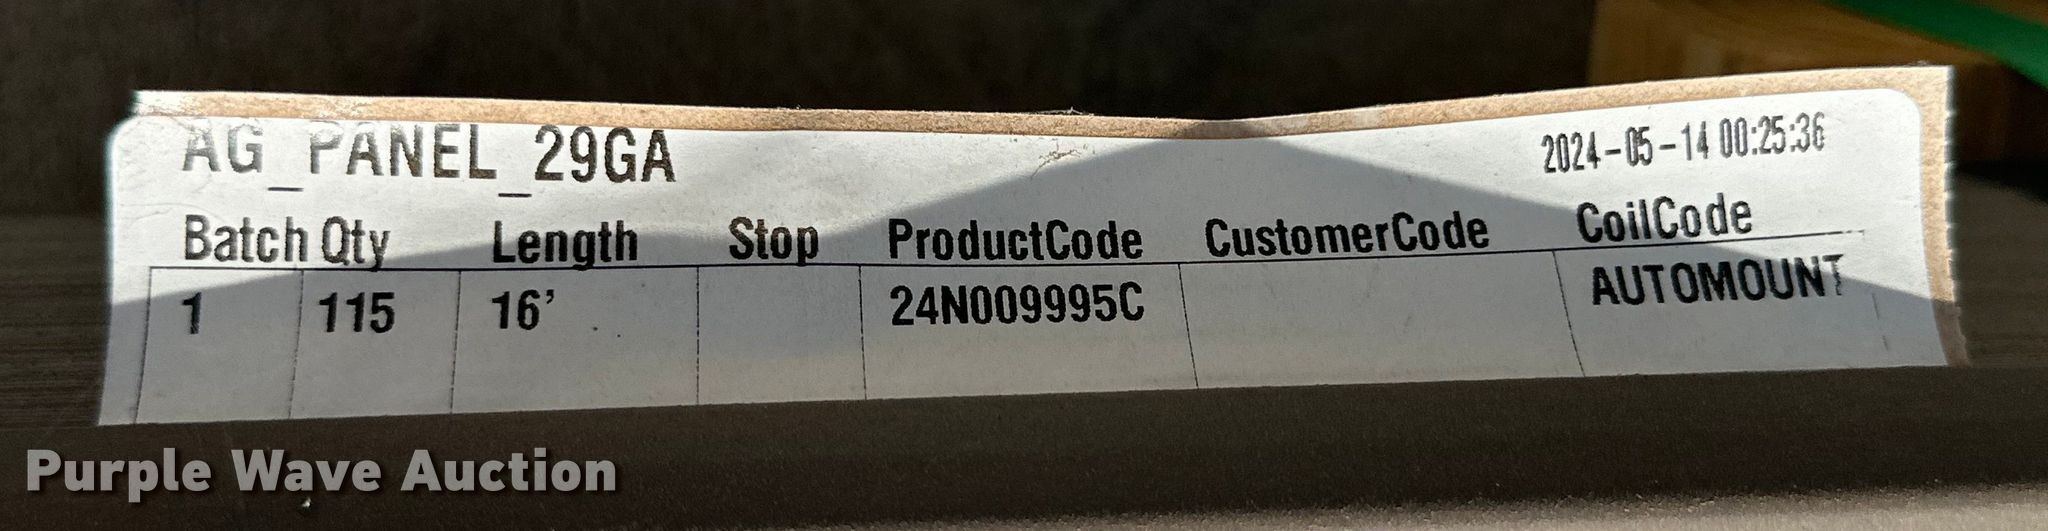 AG_PANEL_29GA
2024-05-14 00:25:36
Batch Qty Length Stop ProductCode CustomerCode CoilCode
1 115 16’ 24N009995C AUTOMOUNT
Purple Wave Auction